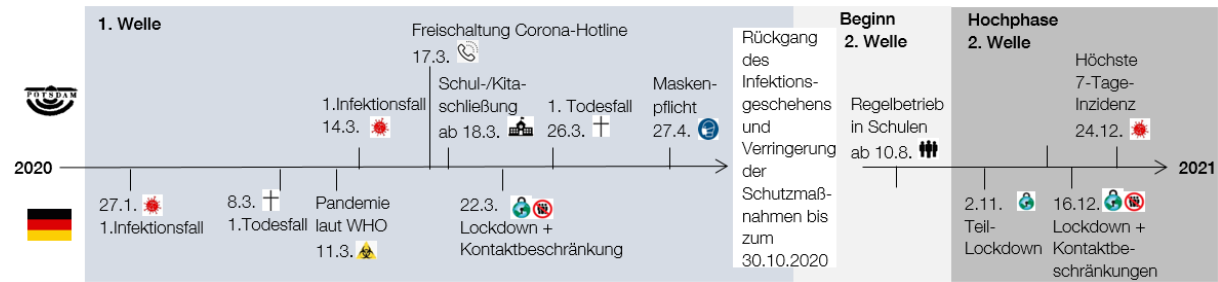 1. Welle
Freischaltung Corona-Hotline
17.3.
POTSDAM
1.Infektionsfall
14.3.
Schul-/Kita-
schließung
ab 18.3.
1. Todesfall
26.3.
Masken-
pflicht
27.4.
Rückgang
des
Infektions-
geschehens
und
Verringerung
der
Schutzmaß-
nahmen bis
zum
30.10.2020
Beginn
2. Welle
Regelbetrieb
in Schulen
ab 10.8.
Hochphase
2. Welle
Höchste
7-Tage-
Inzidenz
24.12.
2020
2021
27.1.
1.Infektionsfall
8.3.
1.Todesfall
Pandemie
laut WHO
11.3.
22.3.
Lockdown +
Kontaktbeschränkung
2.11.
Teil-
Lockdown
16.12.
Lockdown +
Kontaktbe-
schränkungen